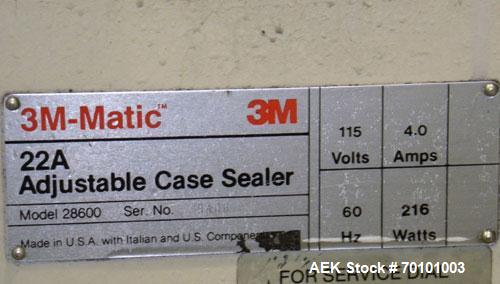 3M-Matic™ 3M
22A
Adjustable Case Sealer
Model 28600 Ser. No.
Made in U.S.A. with Italian and U.S. Components
115 Volts
4.0 Amps
60 Hz
216 Watts
FOR SERVICE DIAL
AEK Stock # 70101003